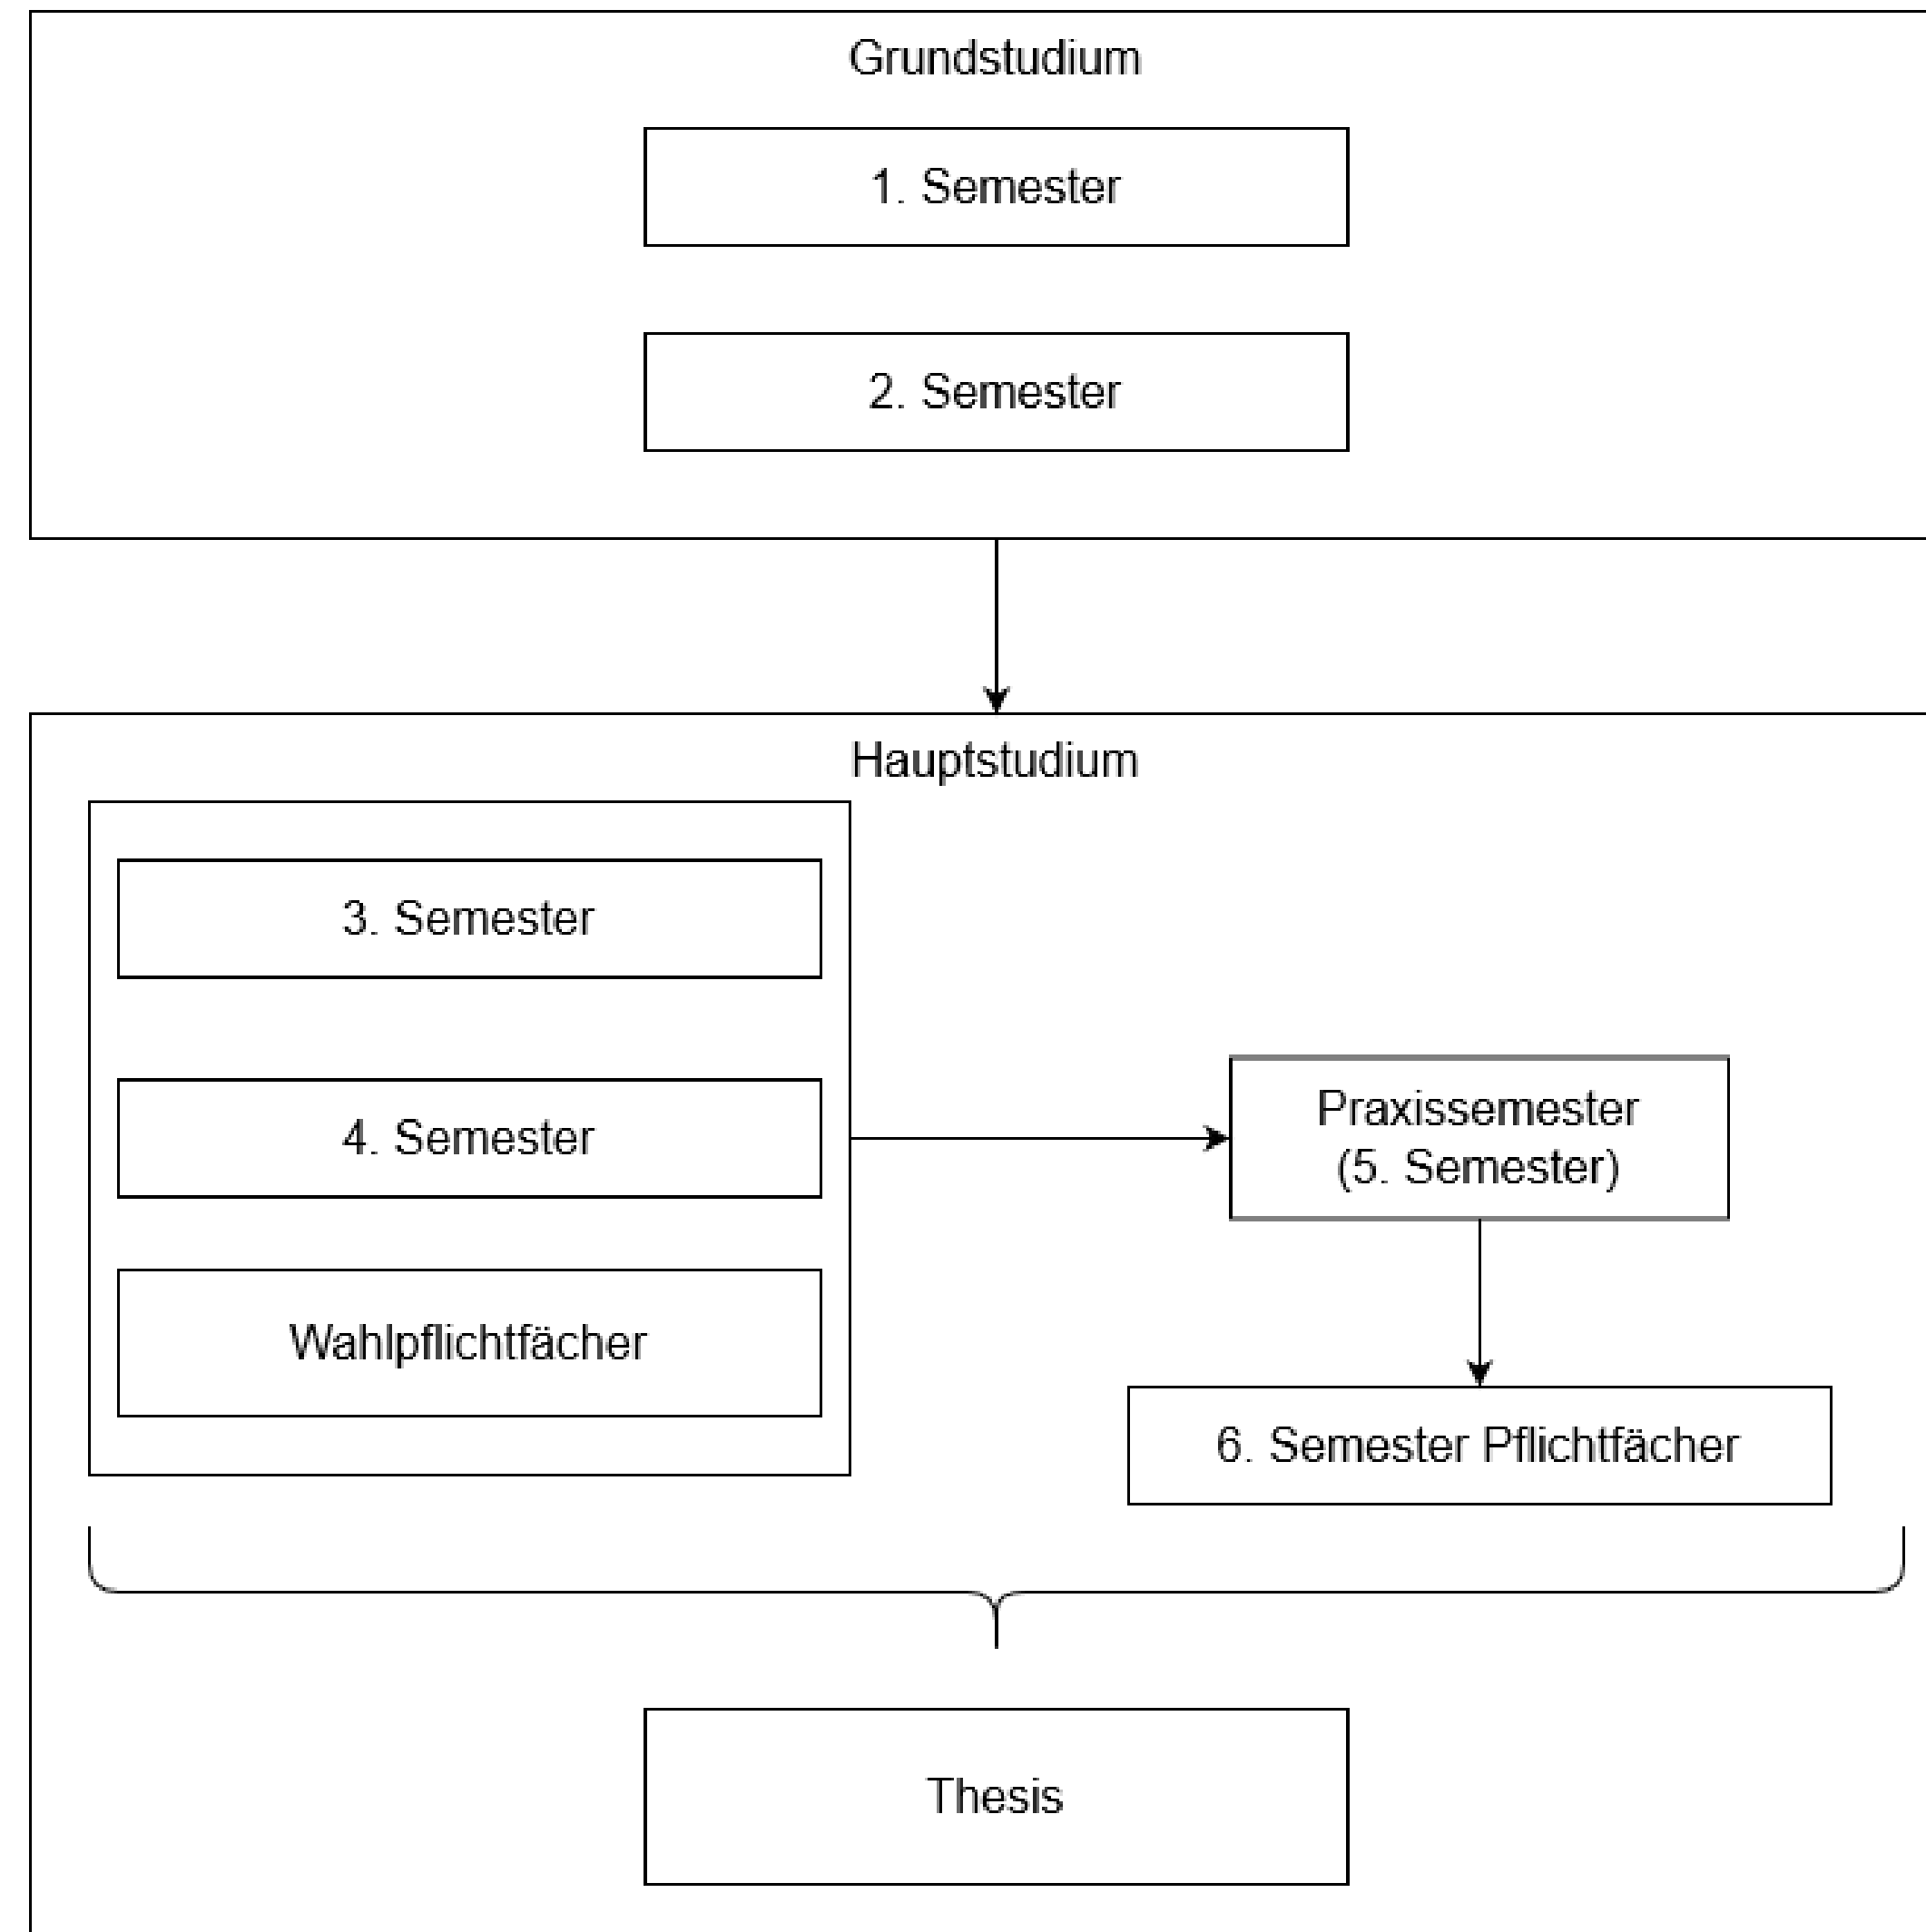 Grundstudium
1. Semester
2. Semester
Hauptstudium
3. Semester
4. Semester
Wahlpflichtfächer
Praxissemester
(5. Semester)
6. Semester Pflichtfächer
Thesis